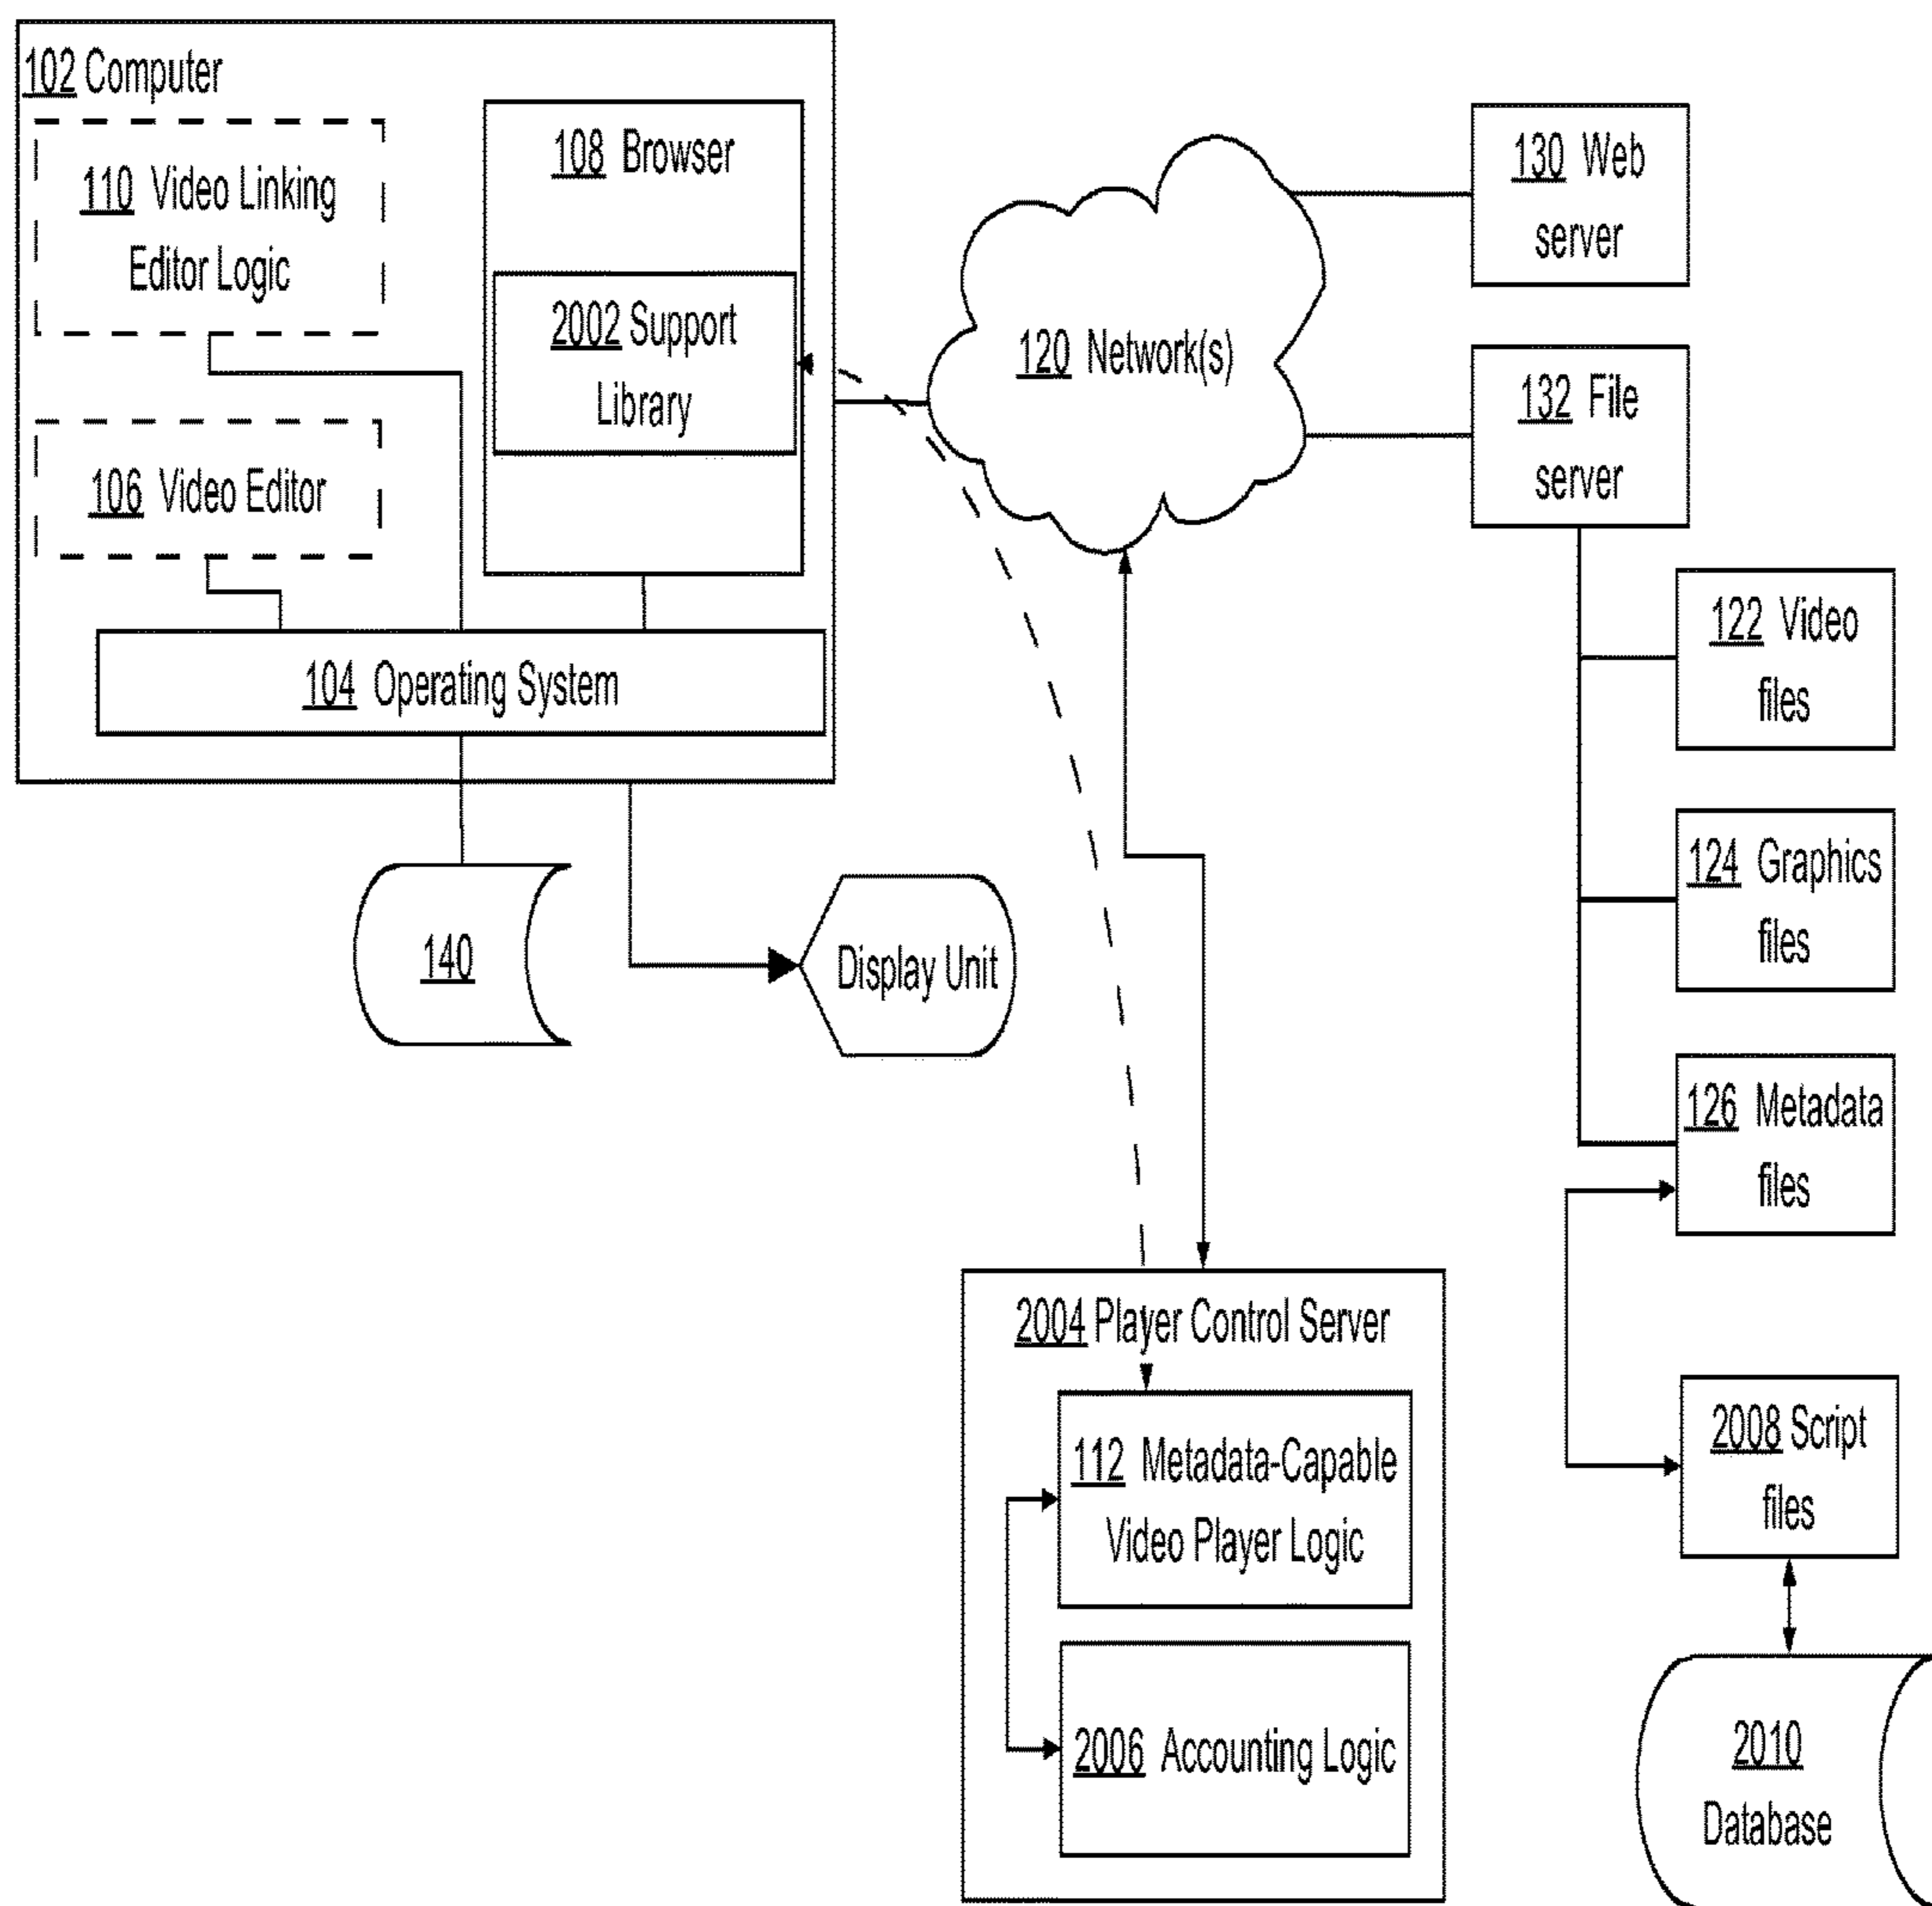 102 Computer
110 Video Linking
Editor Logic
108 Browser
2002 Support
Library
106 Video Editor
104 Operating System
140
Display Unit
120 Network(s)
130 Web
server
132 File
server
122 Video
files
124 Graphics
files
126 Metadata
files
2008 Script
files
2010
Database
2004 Player Control Server
112 Metadata-Capable
Video Player Logic
2006 Accounting Logic